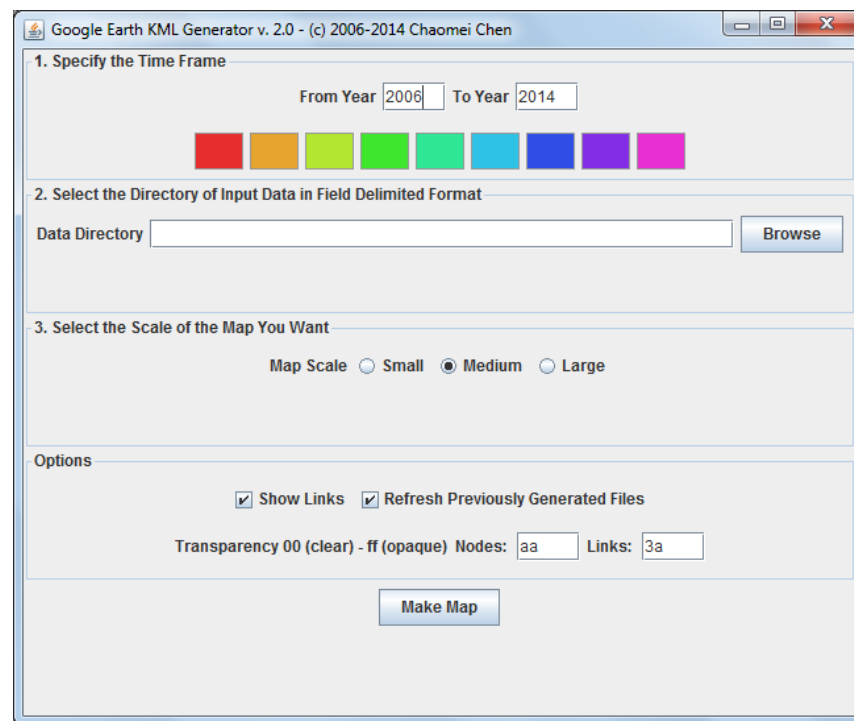 Google Earth KML Generator v. 2.0 - (c) 2006-2014 Chaomei Chen
1. Specify the Time Frame
From Year 2006 To Year 2014
2. Select the Directory of Input Data in Field Delimited Format
Data Directory Browse
3. Select the Scale of the Map You Want
Map Scale Small Medium Large
Options
Show Links Refresh Previously Generated Files
Transparency 00 (clear) - ff (opaque) Nodes: aa Links: 3a
Make Map